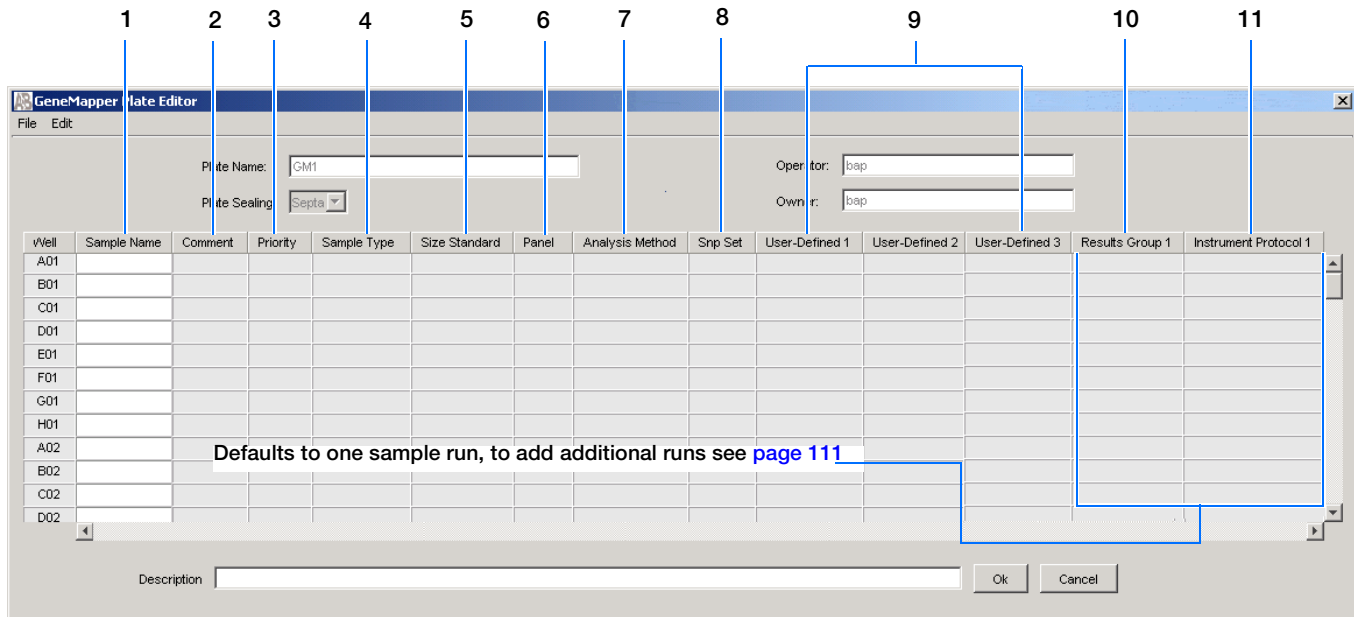 1 2 3 4 5 6 7 8 9 10 11
GeneMapper Plate Editor
File Edit
Plate Name: GM1 Operator: bap
Plate Sealing Septa Owner: bap
Well Sample Name Comment Priority Sample Type Size Standard Panel Analysis Method Snp Set User-Defined 1 User-Defined 2 User-Defined 3 Results Group 1 Instrument Protocol 1
A01
B01
C01
D01
E01
F01
G01
H01
A02
Defaults to one sample run, to add additional runs see page 111
B02
C02
D02
Description Ok Cancel